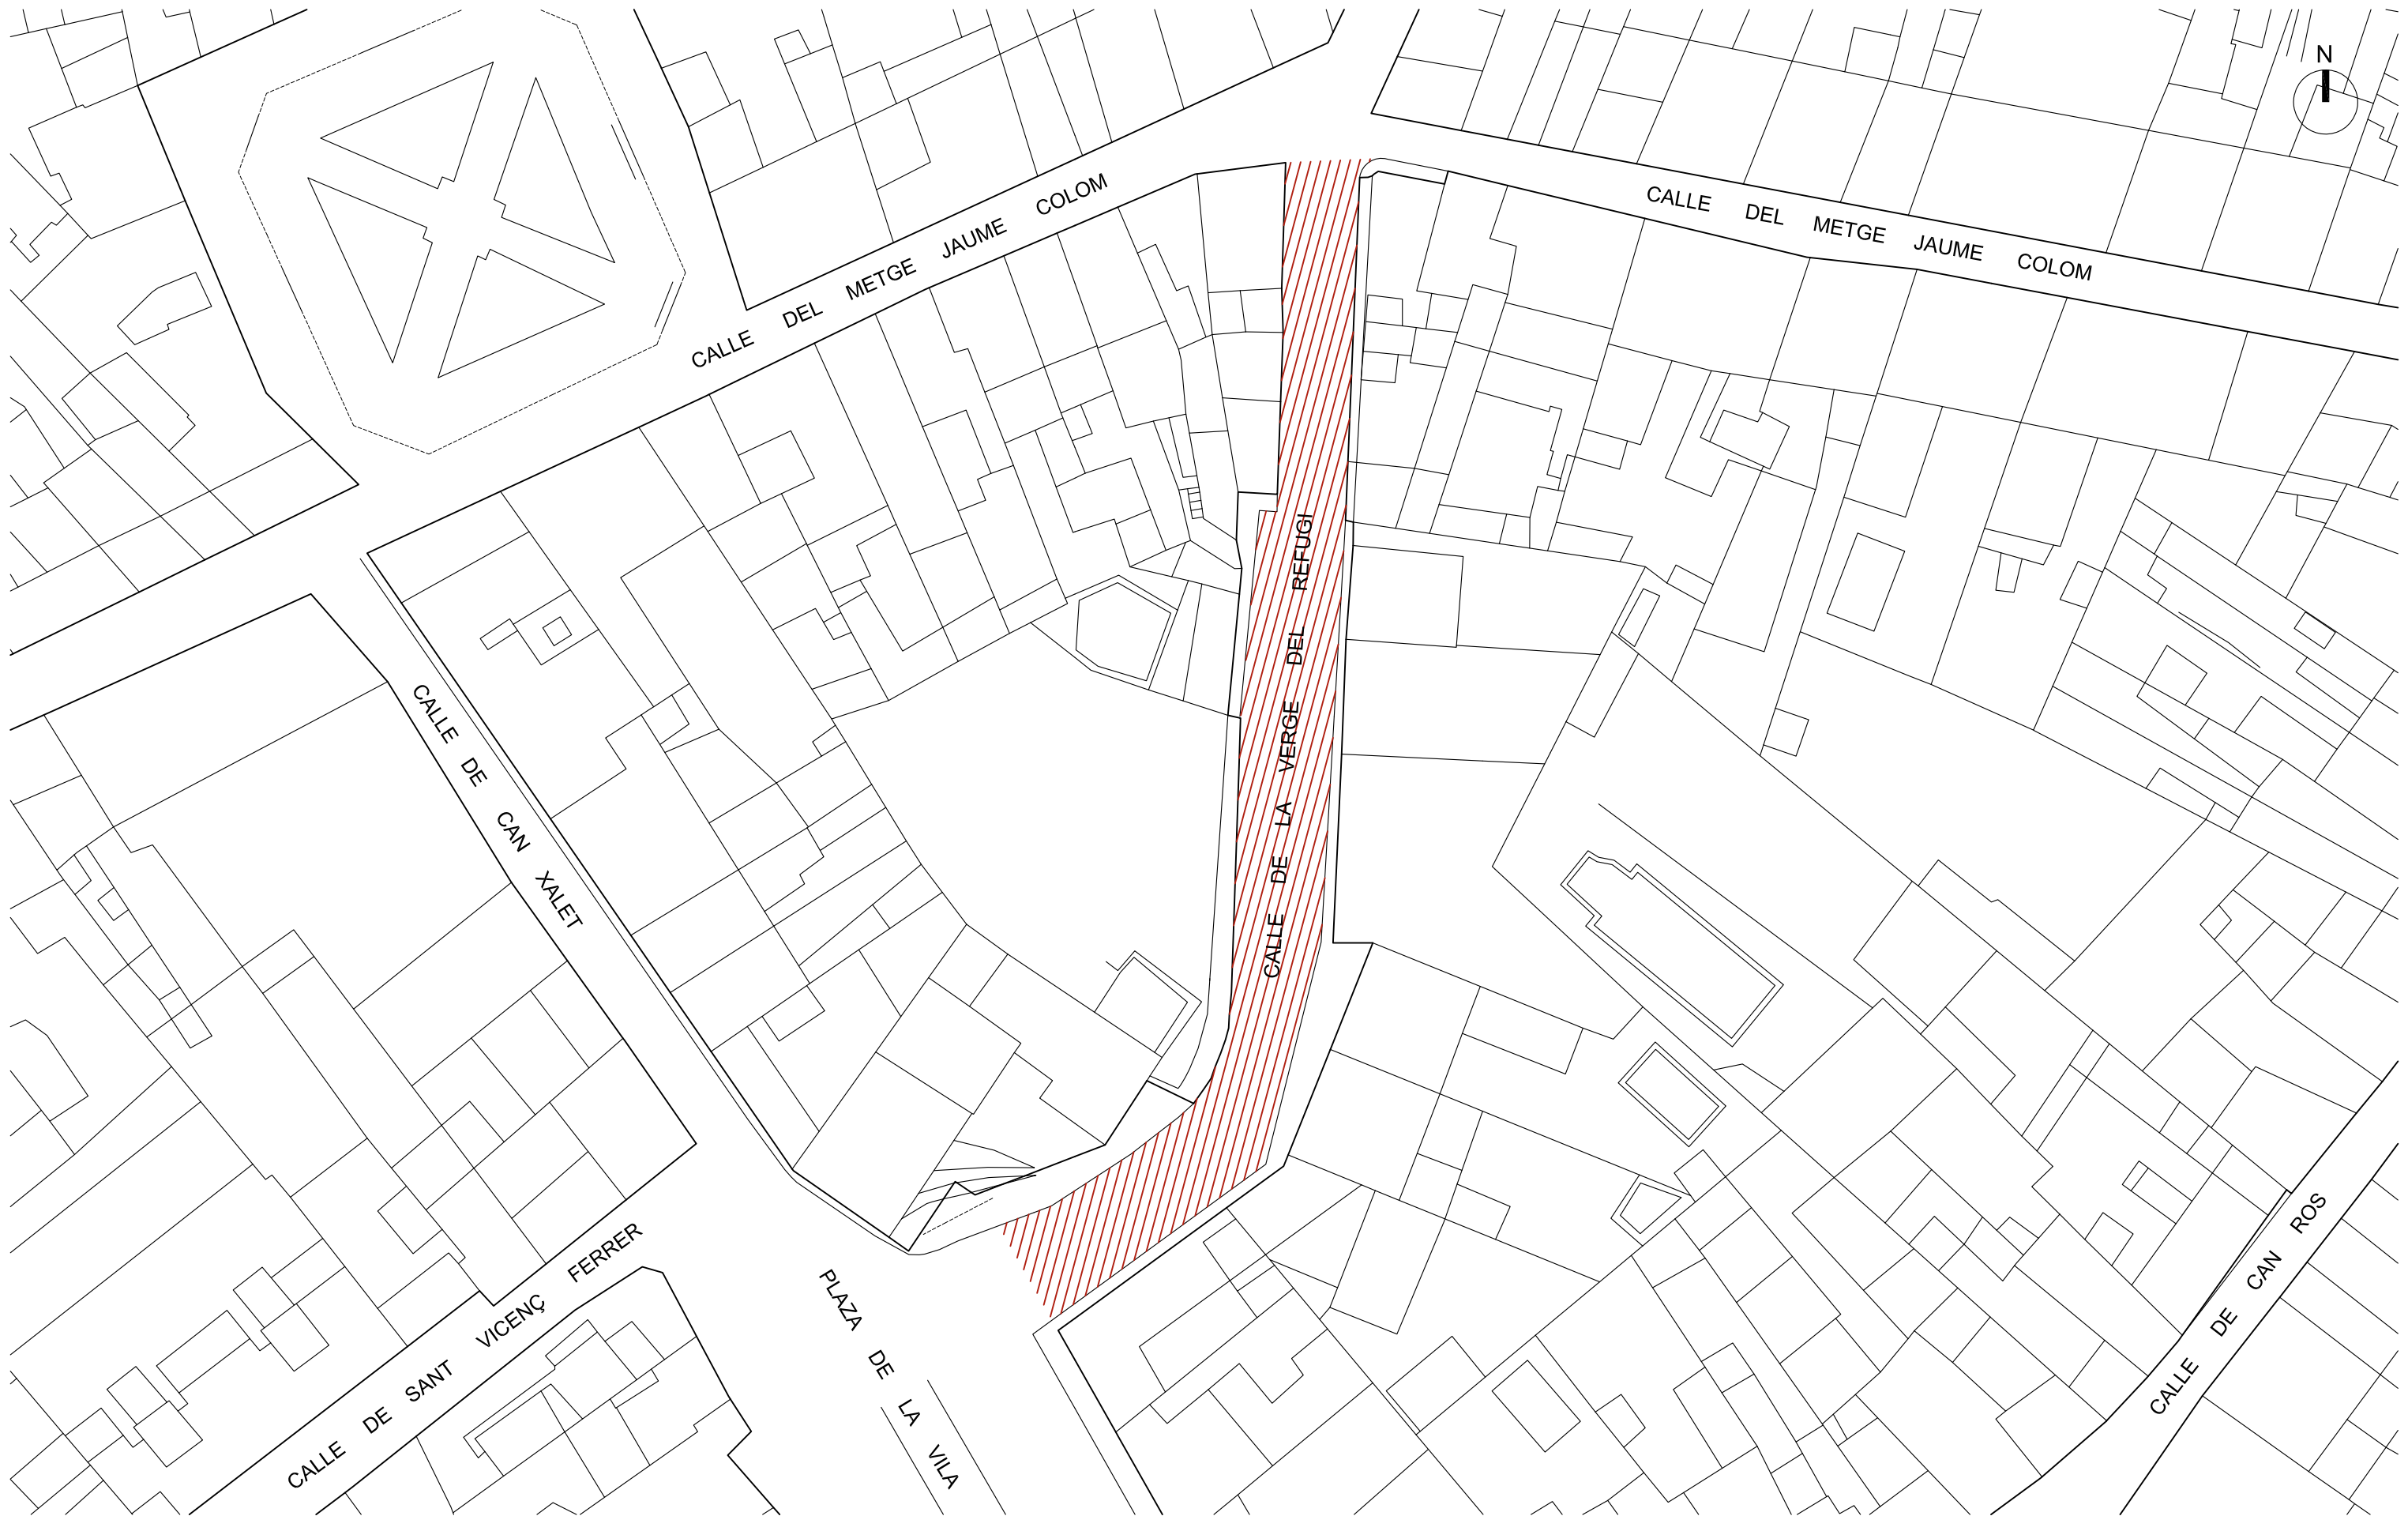 N
CALLE DEL METGE JAUME COLOM
CALLE DEL METGE JAUME COLOM
CALLE DE LA VERGE DEL REFUGI
CALLE DE CAN XALET
CALLE DE SANT VICENÇ FERRER
PLAZA DE LA VILA
CALLE DE CAN ROS